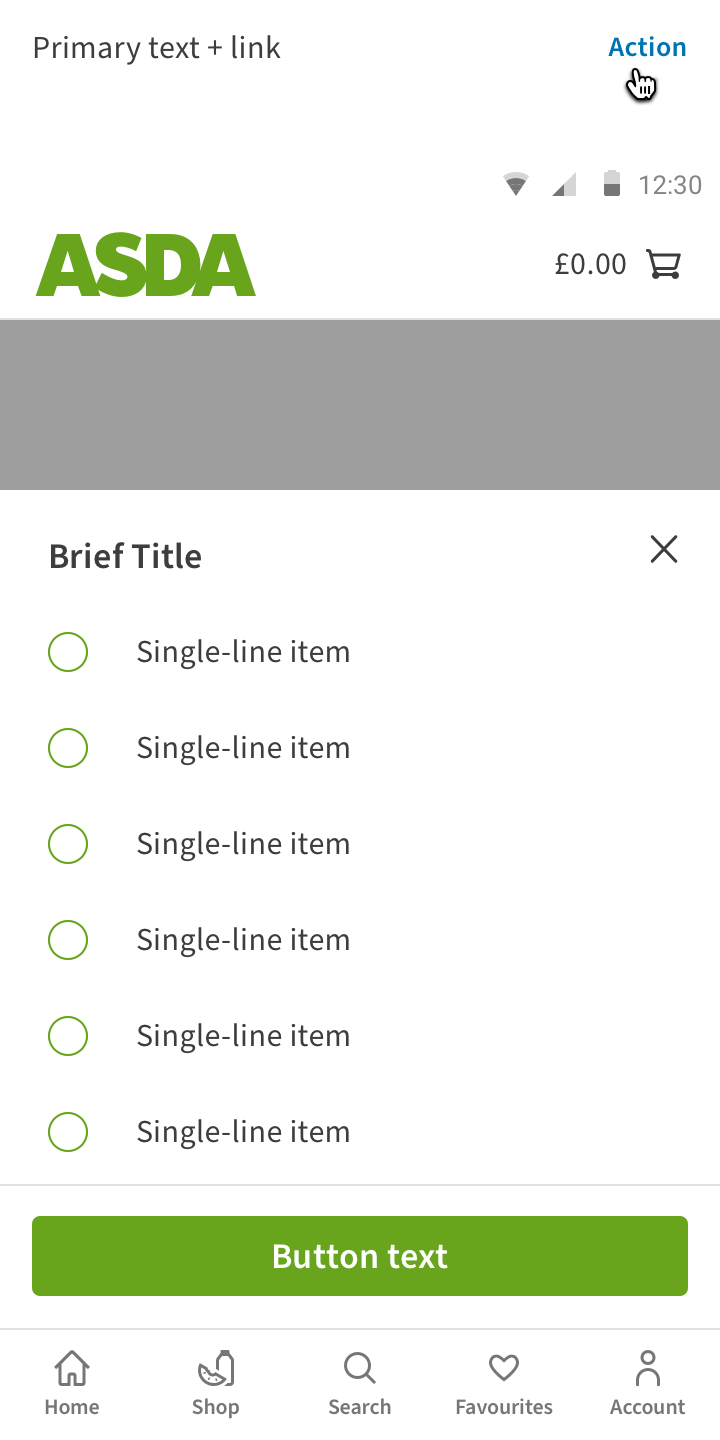 Primary text + link Action
12:30
ASDA £0.00
Brief Title
Single-line item
Single-line item
Single-line item
Single-line item
Single-line item
Single-line item
Button text
Home Shop Search Favourites Account